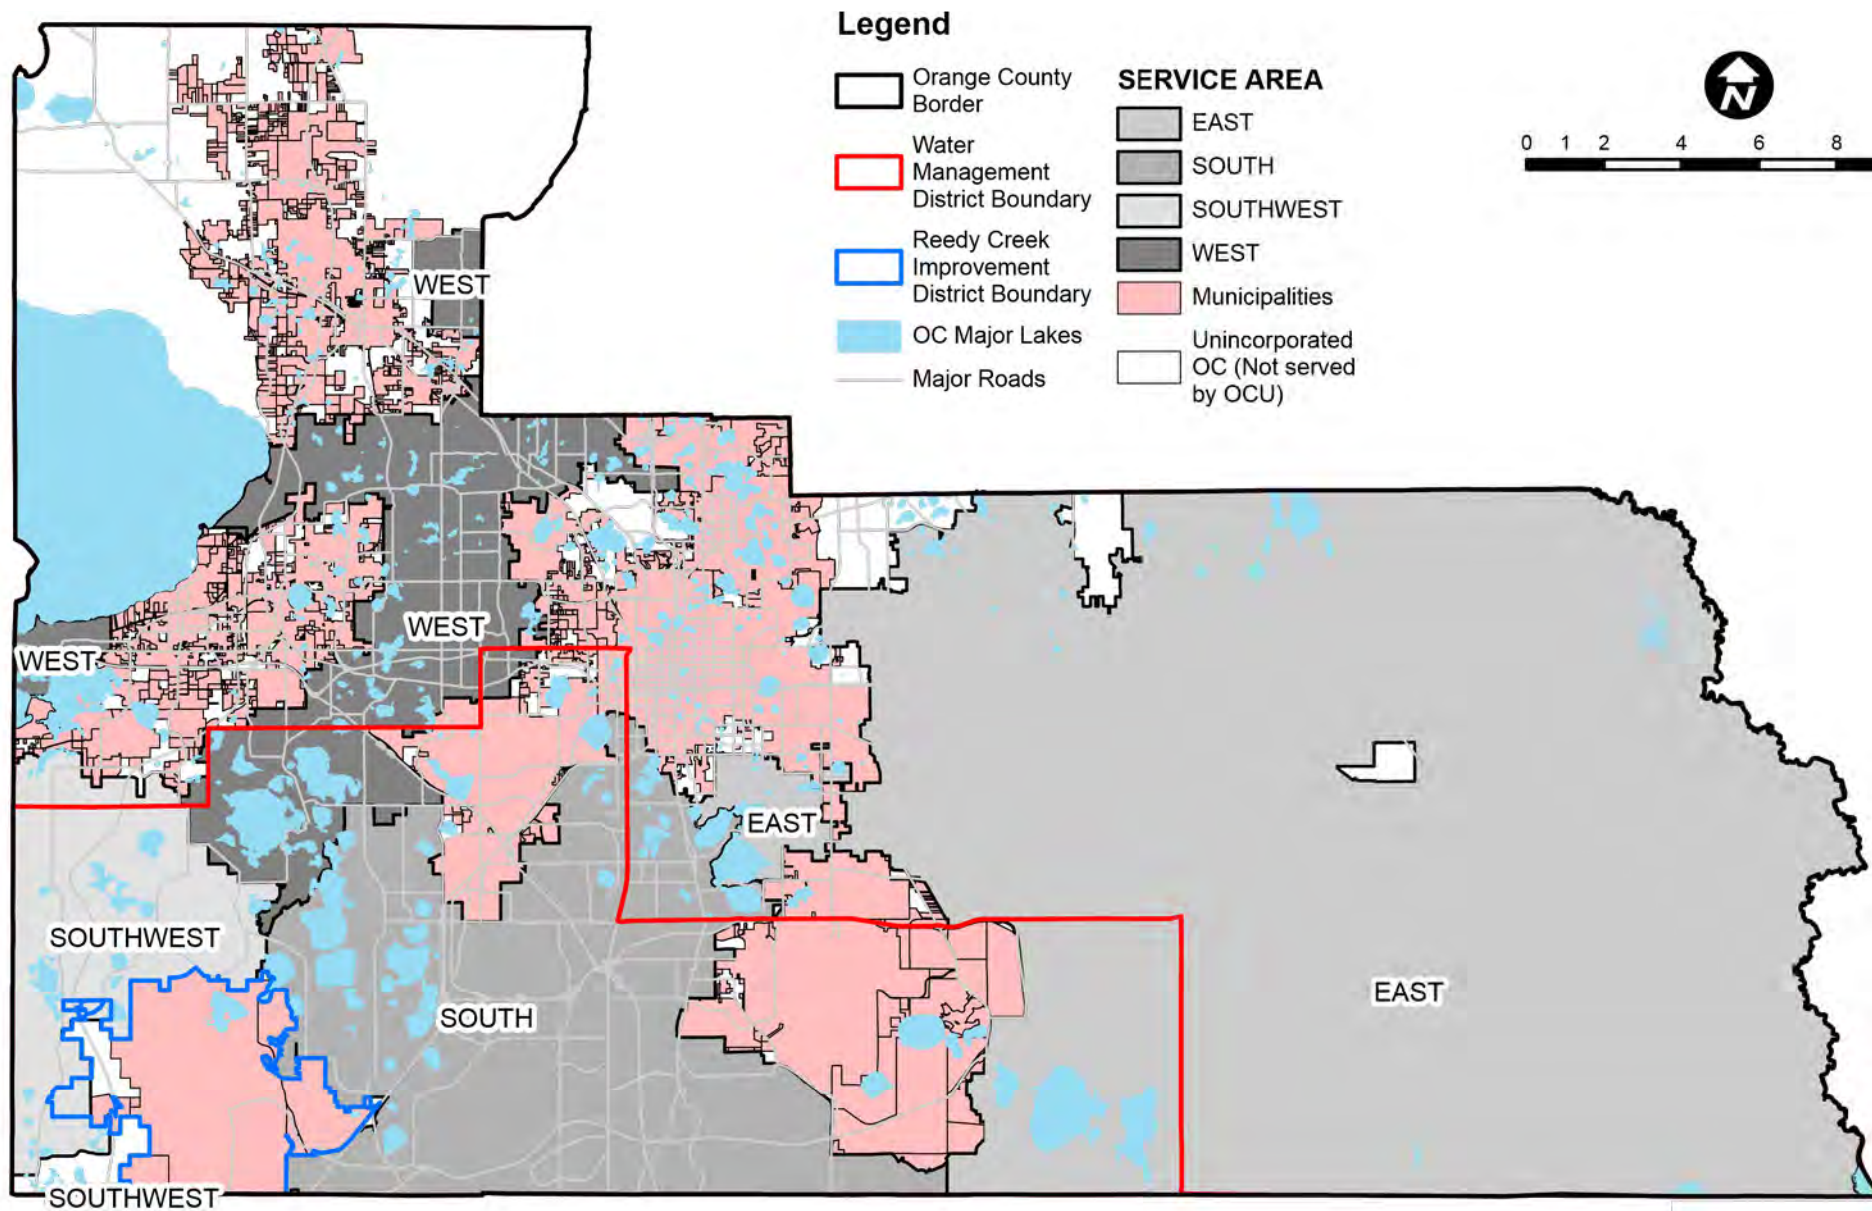 Legend
Orange County
Border
Water
Management
District Boundary
Reedy Creek
Improvement
District Boundary
OC Major Lakes
Major Roads
SERVICE AREA
EAST
SOUTH
SOUTHWEST
WEST
Municipalities
Unincorporated
OC (Not served
by OCU)
N
0 1 2 4 6 8
WEST
WEST
WEST
EAST
SOUTHWEST
EAST
SOUTH
SOUTHWEST